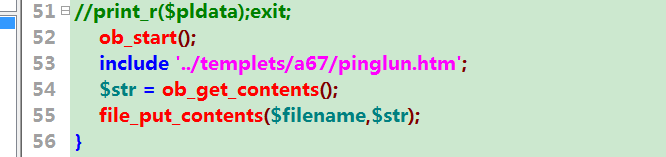 51 //print_r($pldata);exit;
52 ob_start();
53 include '../templets/a67/pinglun.htm';
54 $str = ob_get_contents();
55 file_put_contents($filename,$str);
56 }